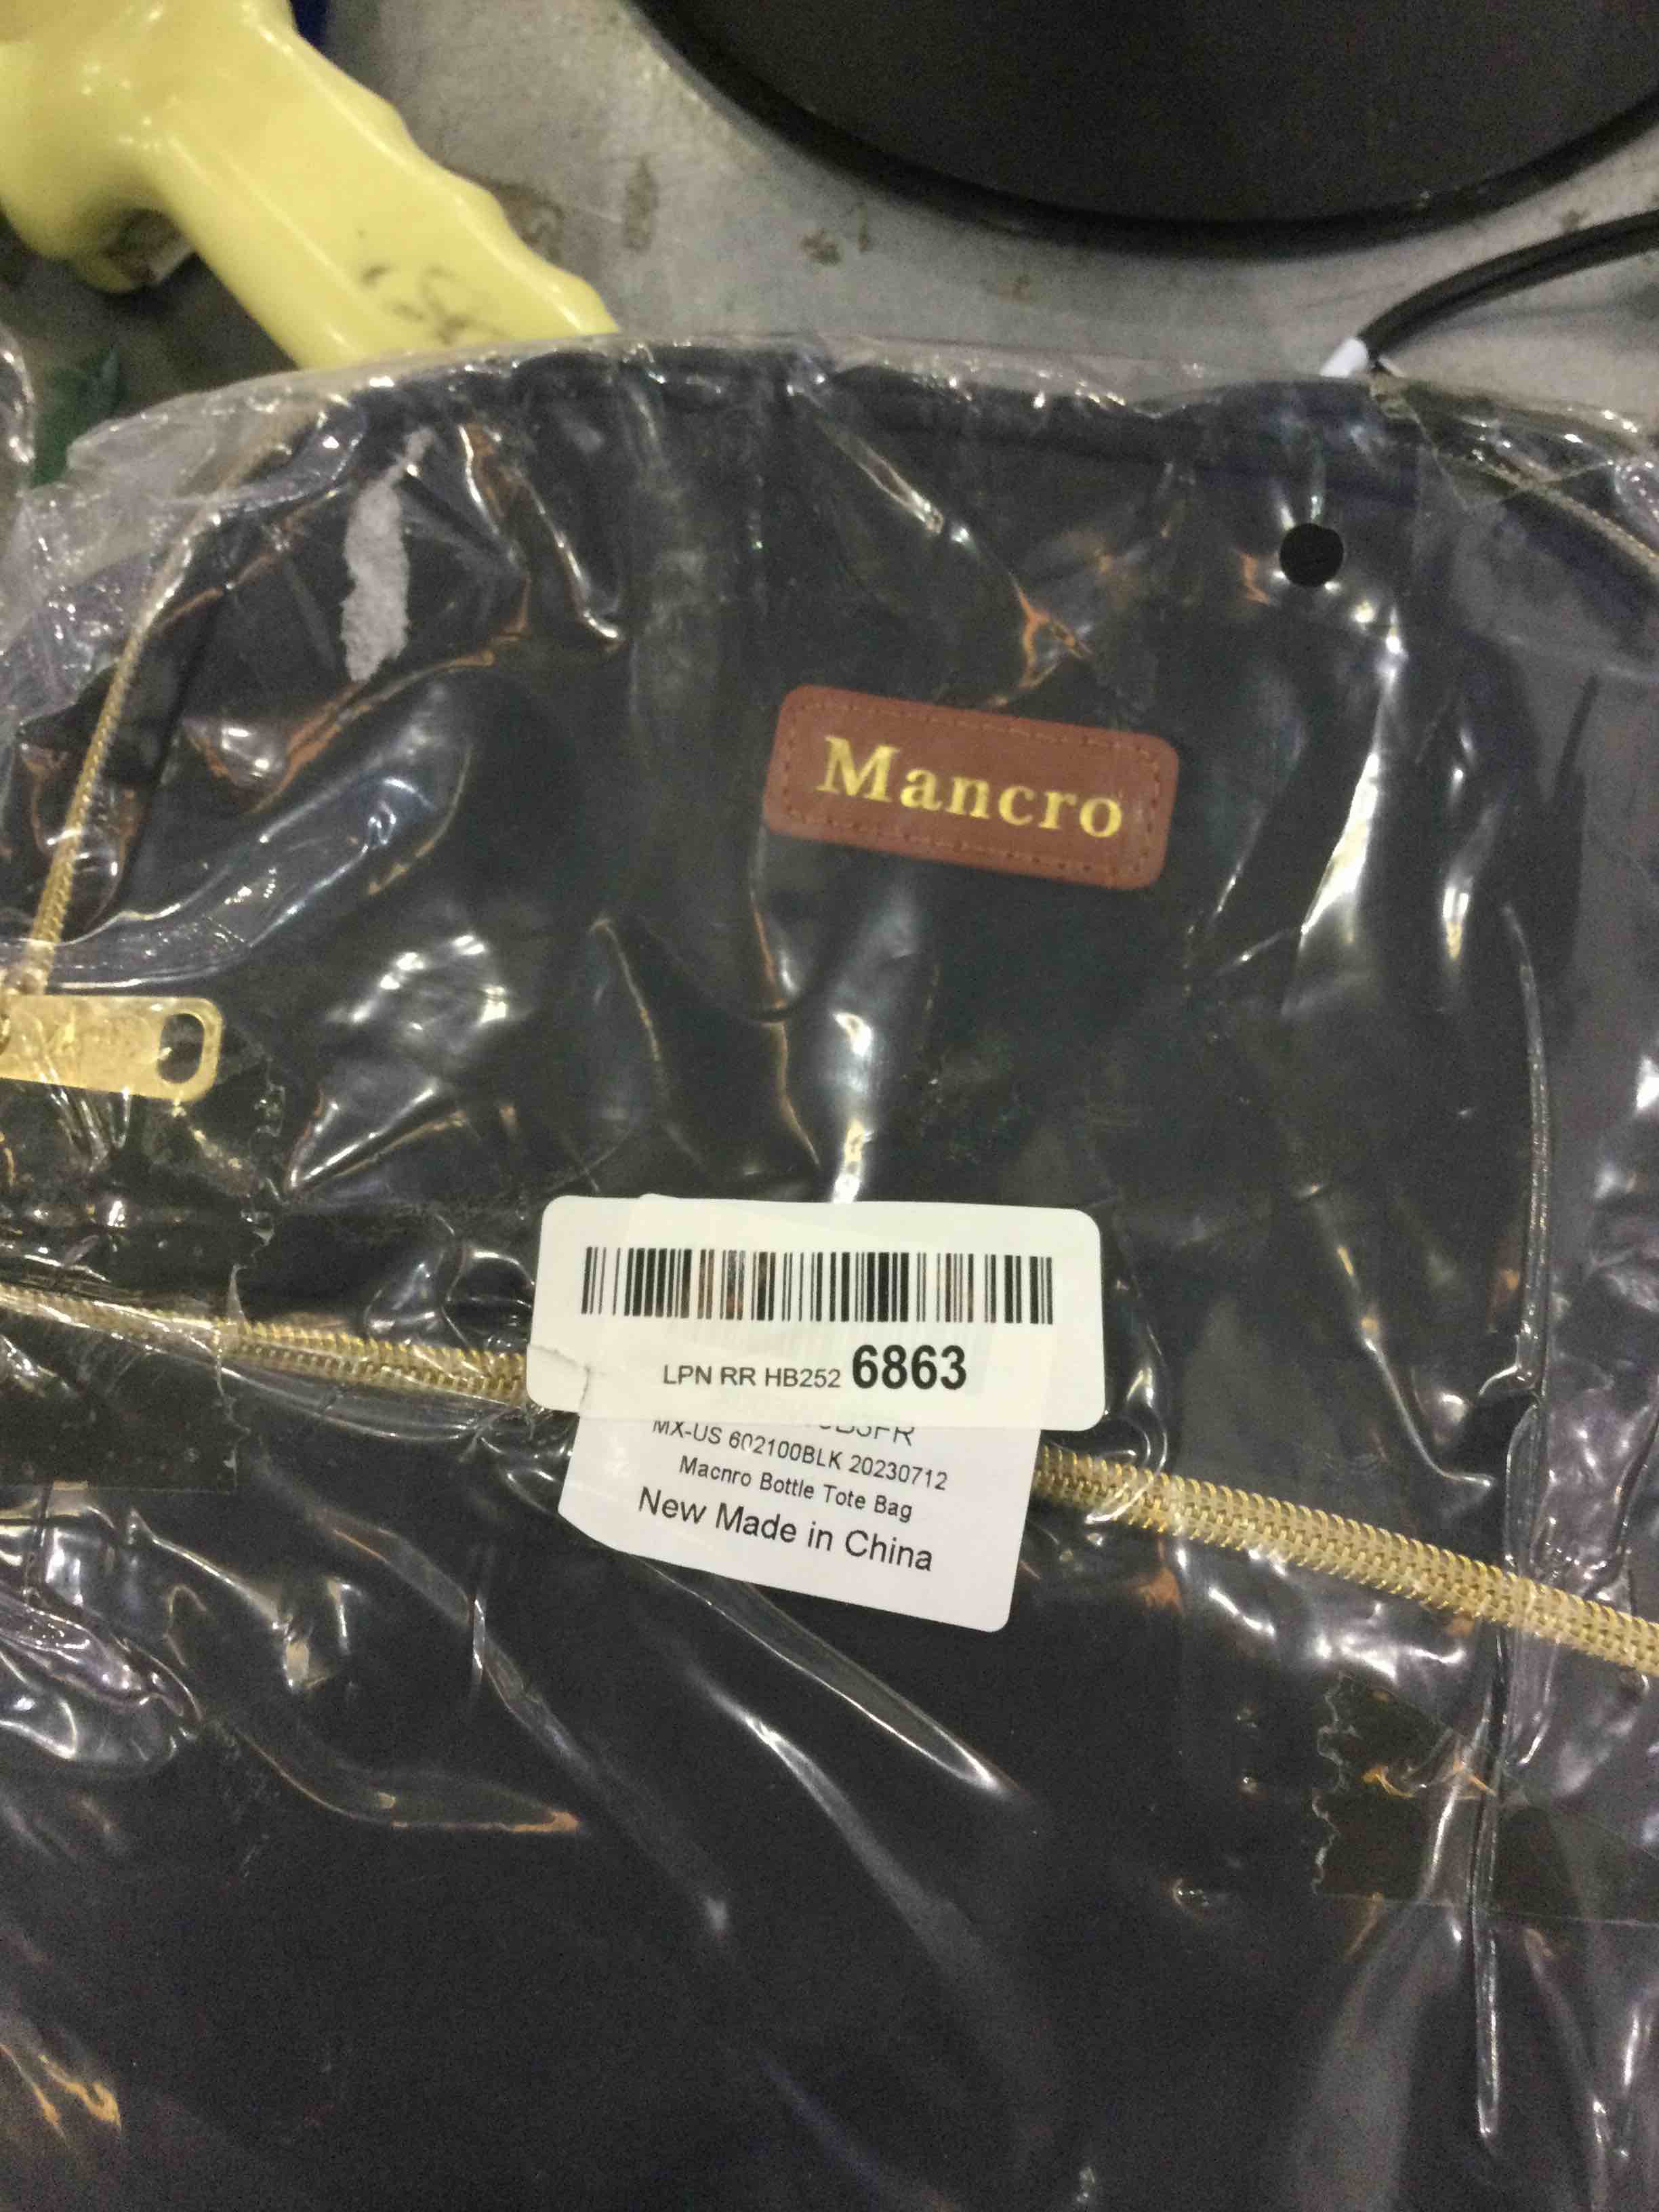 Mancro
LPN RR HB252 6863
MX-US 602100BLK 20230712
Macnro Bottle Tote Bag
New Made in China